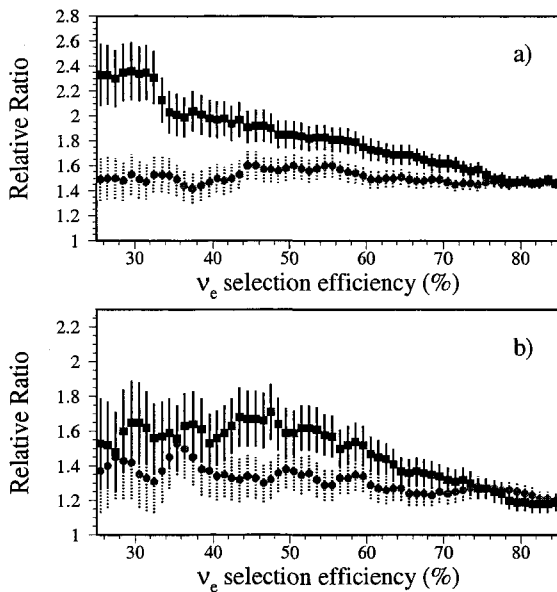 2.8
2.6
2.4
2.2
2
1.8
1.6
1.4
1.2
1
Relative Ratio
a)
30 40 50 60 70 80
νe selection efficiency (%)
2.2
2
1.8
1.6
1.4
1.2
1
Relative Ratio
b)
30 40 50 60 70 80
νe selection efficiency (%)